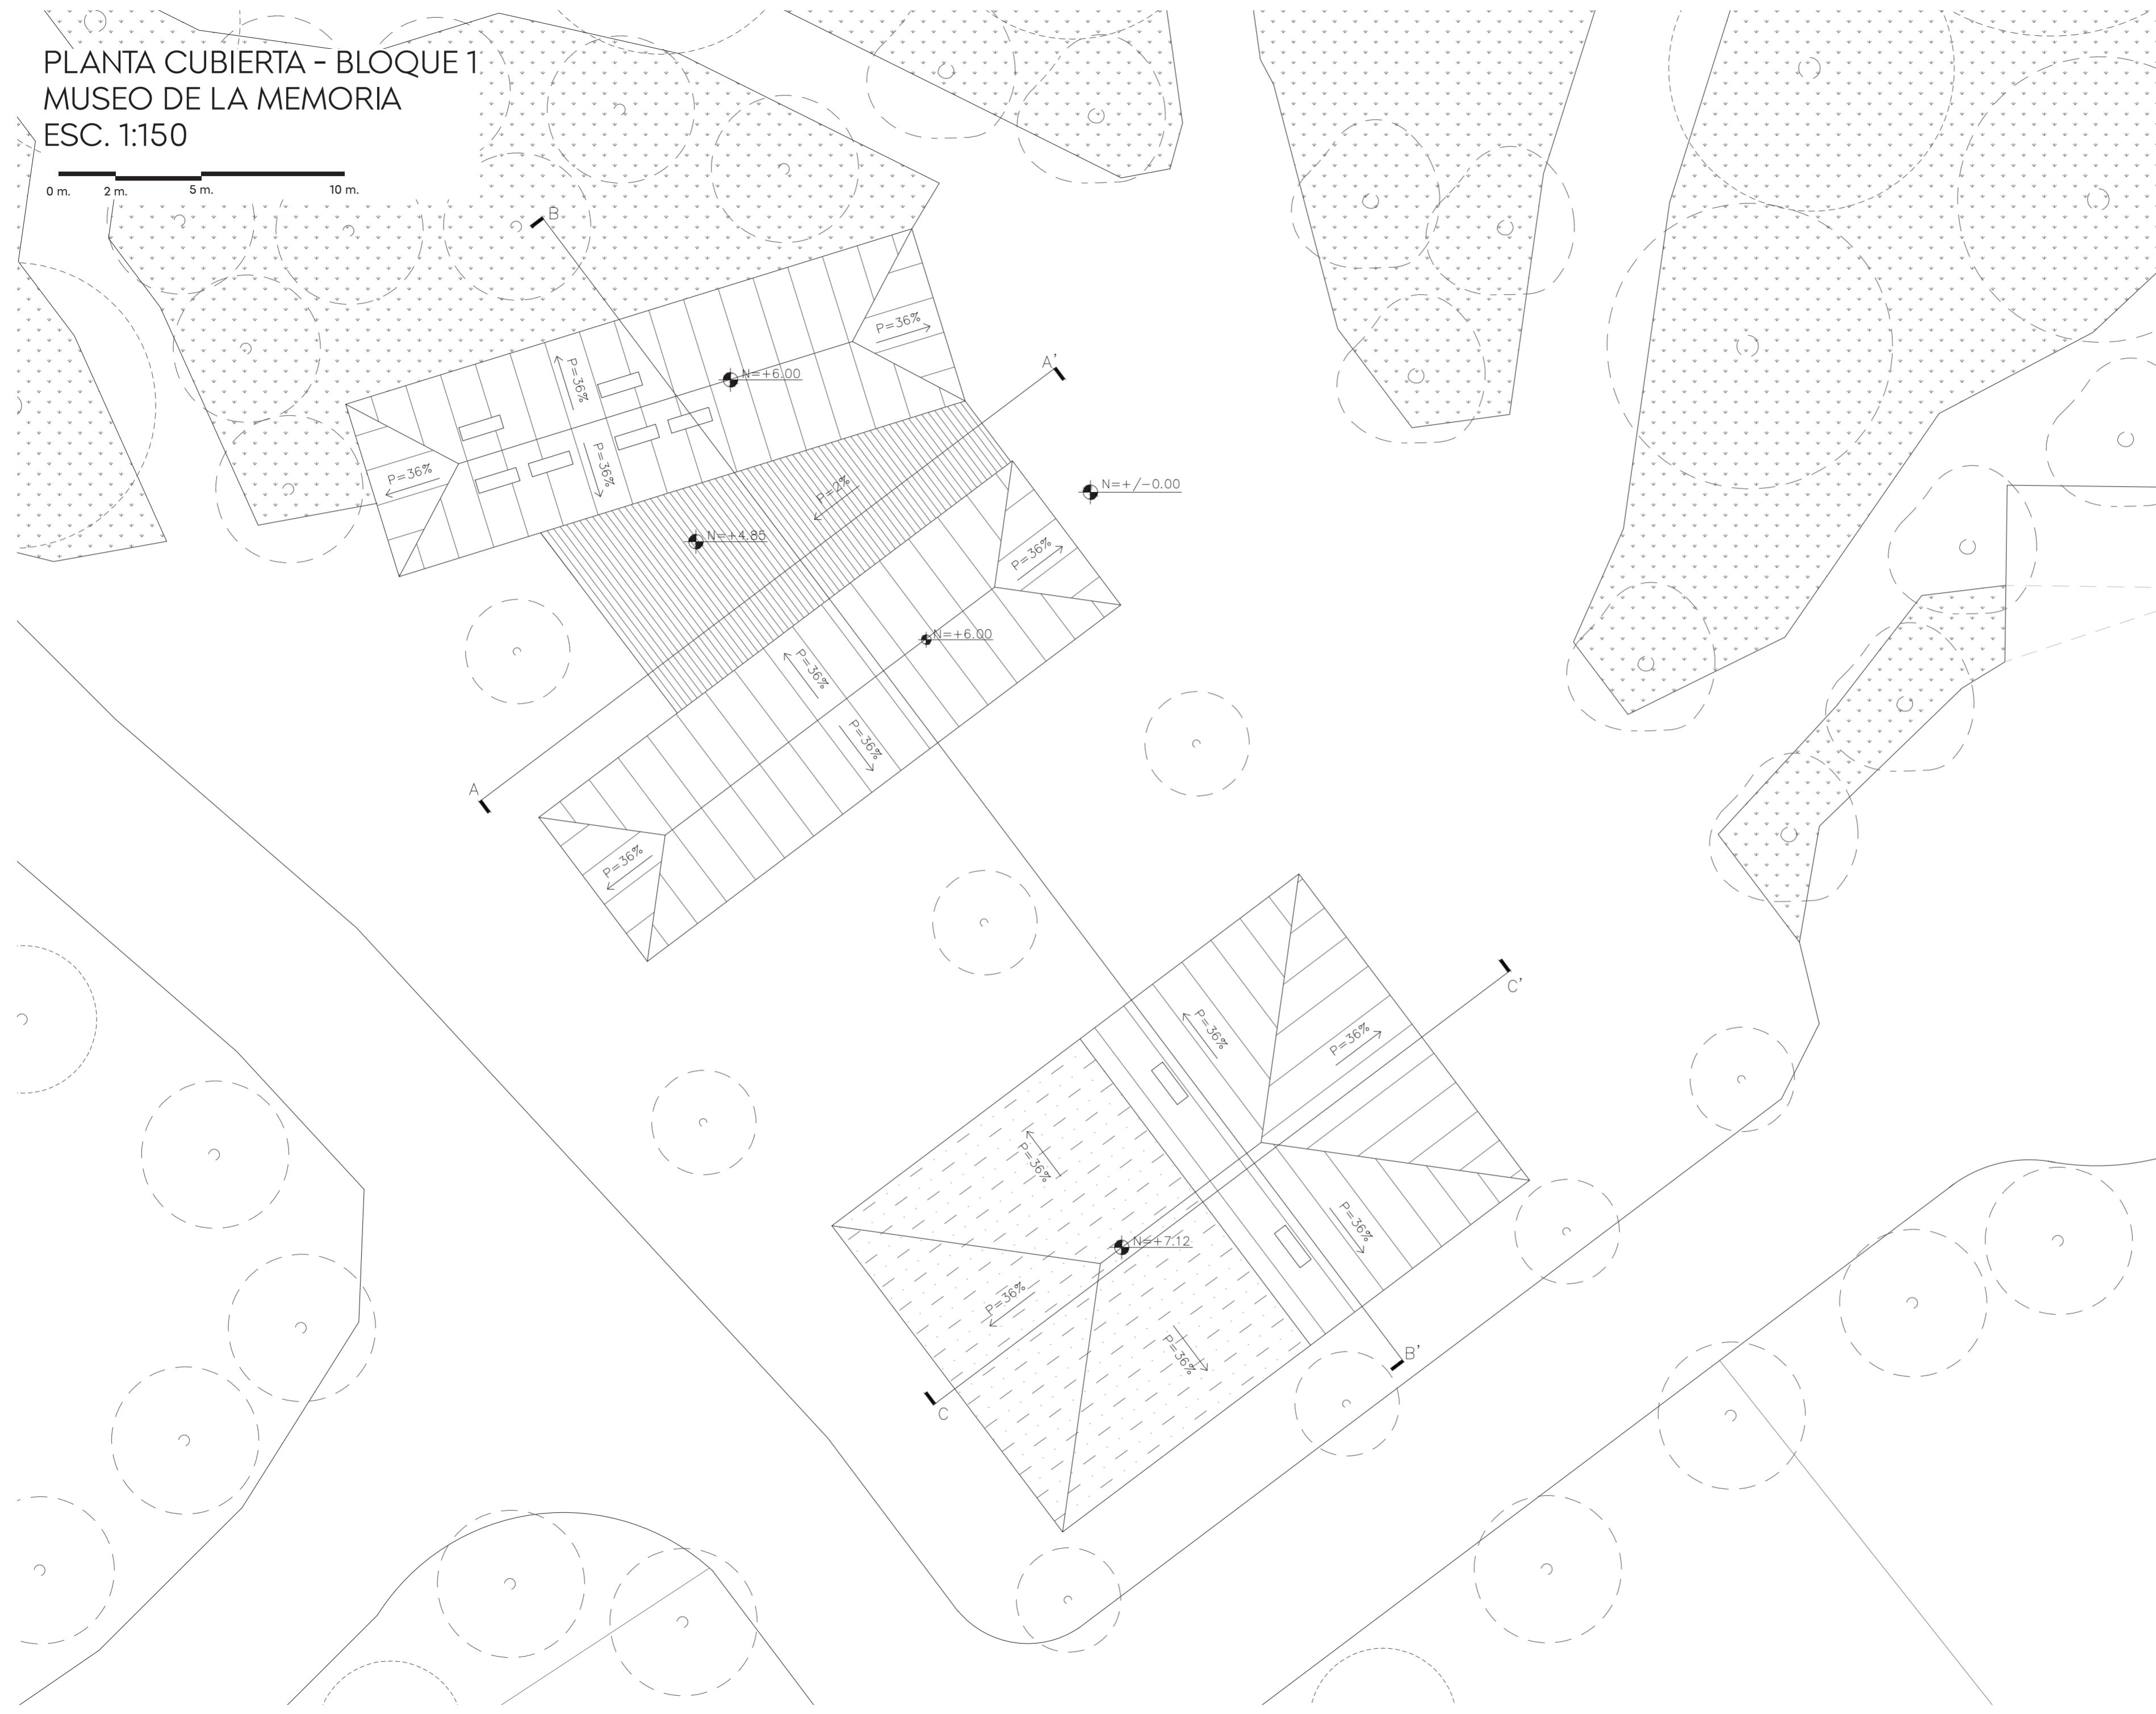 PLANTA CUBIERTA - BLOQUE 1
MUSEO DE LA MEMORIA
ESC. 1:150
0 m.
2 m.
5 m.
10 m.
B
P=36%
A'
P=36%
N=+6.00
P=36%
P=36%
P=2%
N=+/-0.00
N=+4.85
P=36%
N=+6.00
P=36%
P=36%
A
P=36%
C'
P=36%
P=36%
P=36%
P=36%
N=+7.12
P=36%
P=36%
B'
C